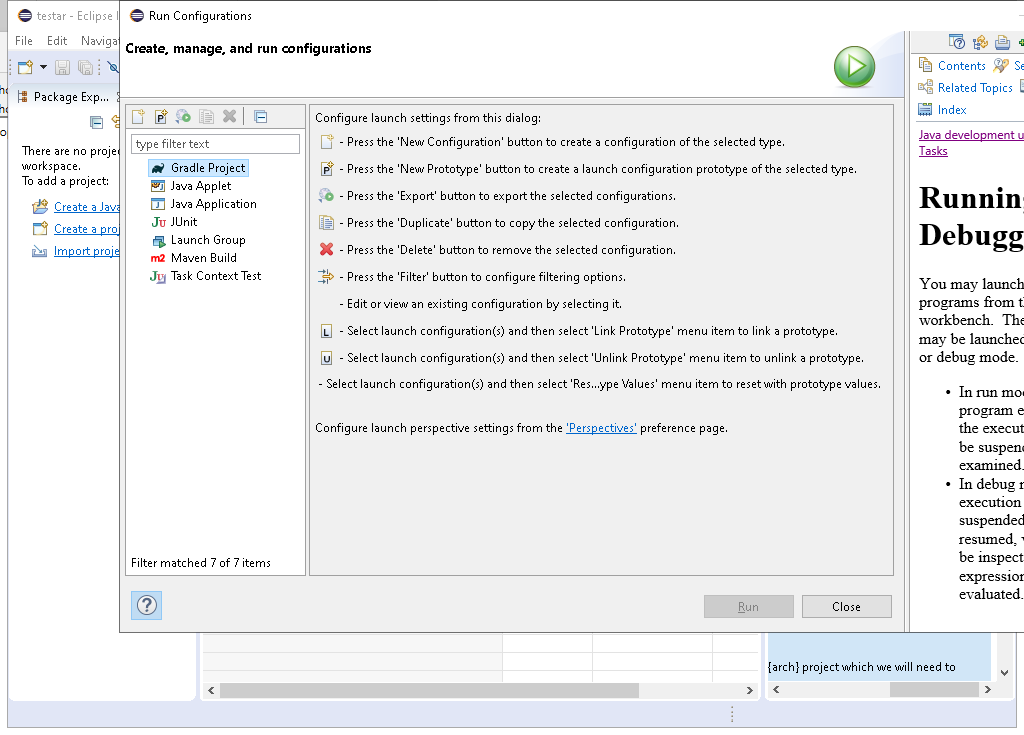 testar - Eclipse
File Edit
Package Exp...
There are no
workspace.
To add a project:
Create a Java
Create a
Import
Run Configurations
Create, manage, and run configurations
type filter text
Gradle Project
Java Applet
Java Application
Ju JUnit
Launch Group
m2 Maven Build
Ju Task Context Test
Filter matched 7 of 7 items
Configure launch settings from this dialog:
- Press the 'New Configuration' button to create a configuration of the selected type.
P - Press the 'New Prototype' button to create a launch configuration prototype of the selected type.
- Press the 'Export' button to export the selected configurations.
- Press the 'Duplicate' button to copy the selected configuration.
- Press the 'Delete' button to remove the selected configuration.
- Press the 'Filter' button to configure filtering options.
- Edit or view an existing configuration by selecting it.
L - Select launch configuration(s) and then select 'Link Prototype' menu item to link a prototype.
U - Select launch configuration(s) and then select 'Unlink Prototype' menu item to unlink a prototype.
- Select launch configuration(s) and then select 'Res...ype Values' menu item to reset with prototype values.
Configure launch perspective settings from the 'Perspectives' preference page.
?
Run
Close
Contents
Related Topics
Index
Java development
Tasks
Running
Debugg
You may launch
programs from
workbench. The
may be launched
or debug mode.
• In run
program
the
be
examined.
• In debug
execution
suspended
resumed,
be
expression
evaluated.
{arch} project which we will need to